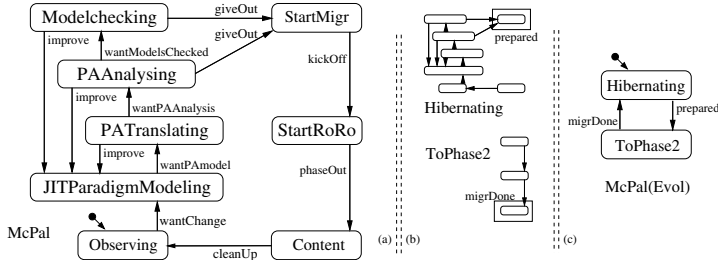 Modelchecking
giveOut
StartMigr
giveOut
improve
wantModelsChecked
kickOff
PAAnalysing
improve
wantPAAnalysis
PATranslating
StartRoRo
improve
wantPAmodel
phaseOut
JITParadigmModeling
wantChange
McPal
Observing
cleanUp
Content
(a)
prepared
Hibernating
ToPhase2
migrDone
(b)
Hibernating
migrDone
prepared
ToPhase2
McPal(Evol)
(c)